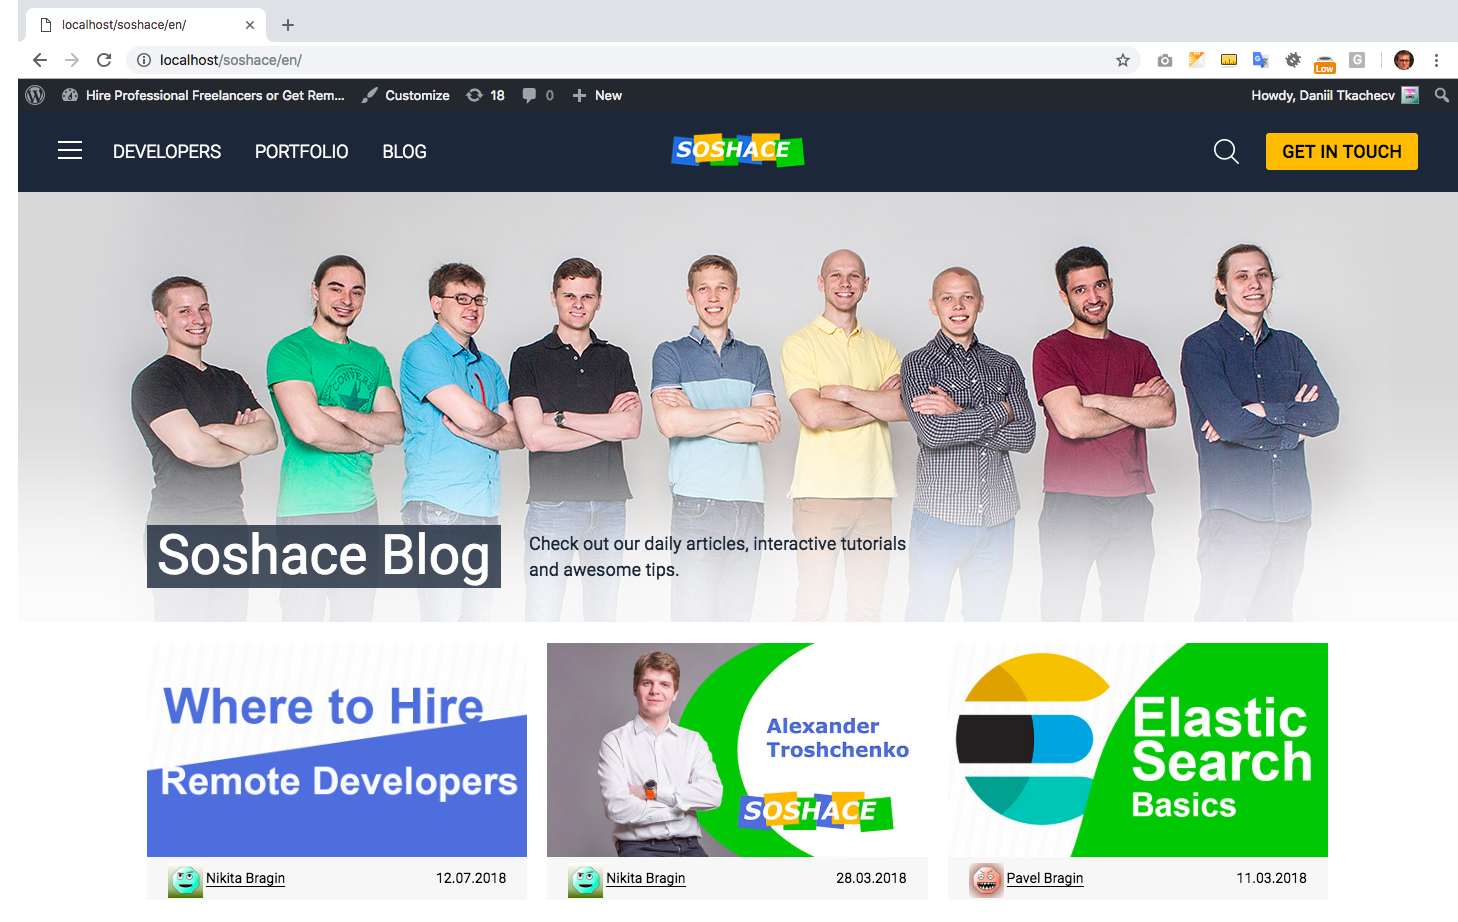 localhost/soshace/en/
localhost/soshace/en/
Low
G
Hire Professional Freelancers or Get Rem...
Customize
18
0
New
Howdy, Daniil Tkachecv
DEVELOPERS
PORTFOLIO
BLOG
SOSHACE
GET IN TOUCH
CONVERSE
Soshace Blog
Check out our daily articles, interactive tutorials
and awesome tips.
Where to Hire
Remote Developers
Alexander
Troshchenko
SOSHACE
Elastic
Search
Basics
Nikita Bragin
12.07.2018
Nikita Bragin
28.03.2018
Pavel Bragin
11.03.2018